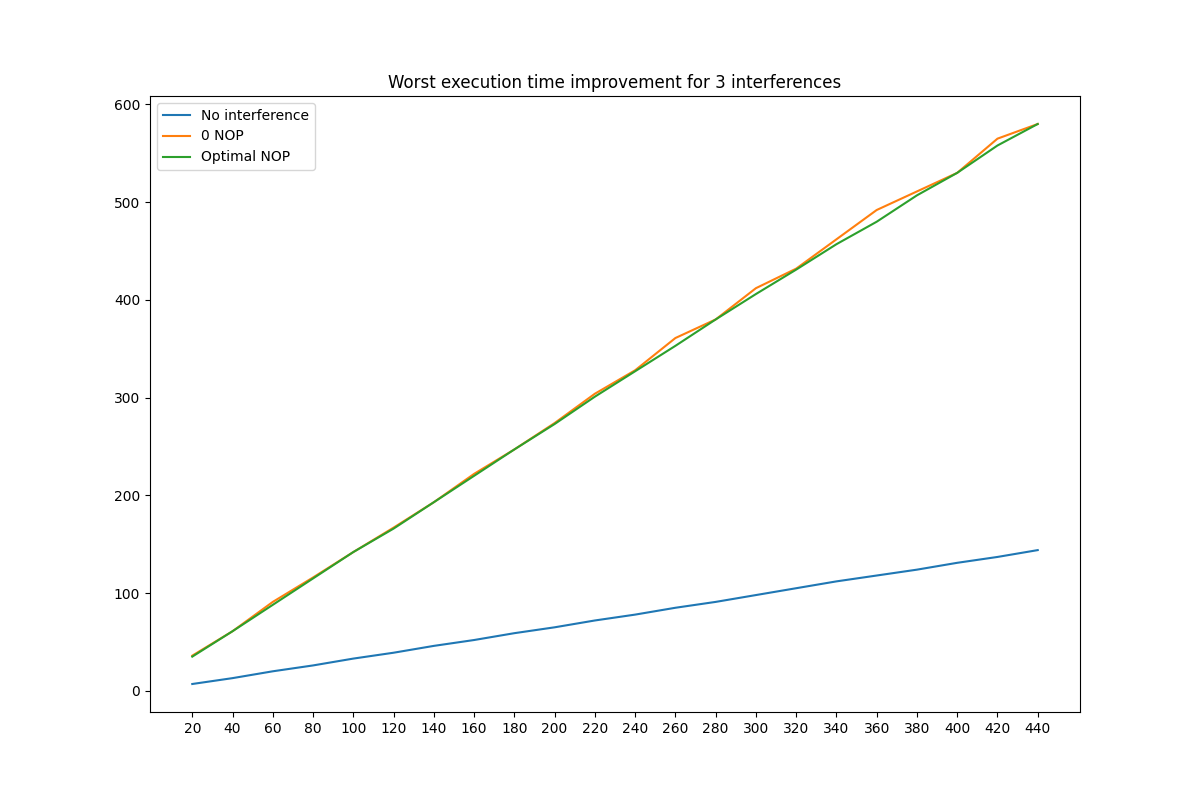 Worst execution time improvement for 3 interferences
600
No interference
0 NOP
Optimal NOP
500
400
300
200
100
0
20 40 60 80 100 120 140 160 180 200 220 240 260 280 300 320 340 360 380 400 420 440